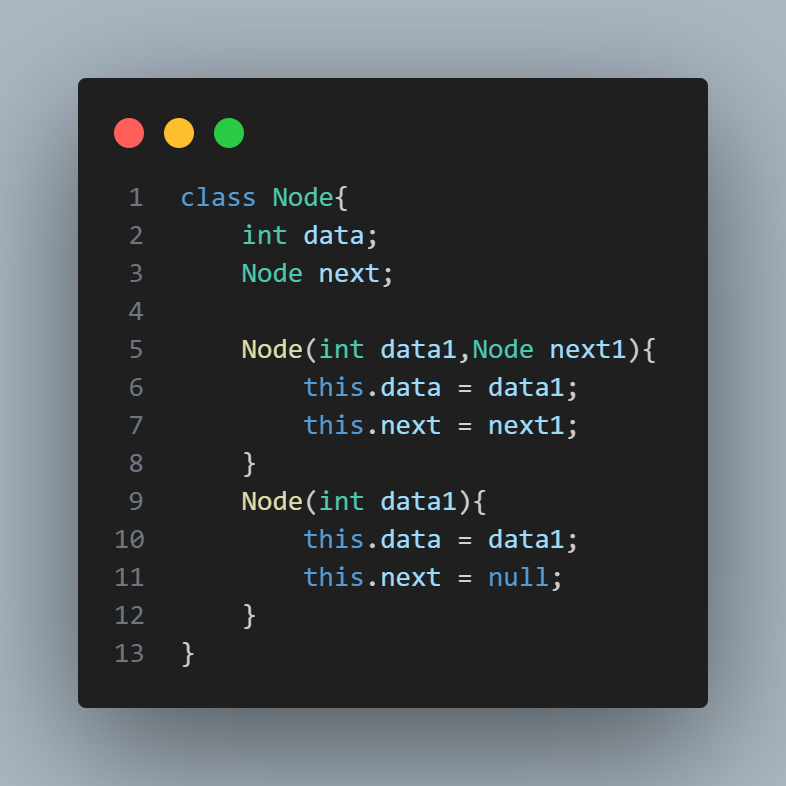 1 class Node{
2     int data;
3     Node next;
4
5     Node(int data1,Node next1){
6         this.data = data1;
7         this.next = next1;
8     }
9     Node(int data1){
10         this.data = data1;
11         this.next = null;
12     }
13 }